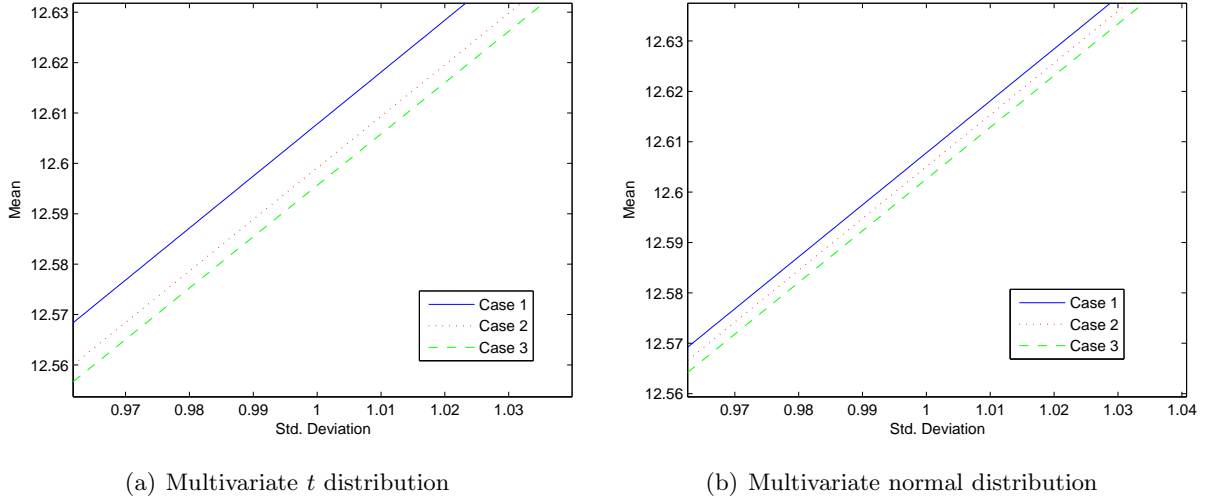 12.63
12.62
12.61
12.6
12.59
12.58
12.57
12.56
Mean
0.97 0.98 0.99 1 1.01 1.02 1.03
Std. Deviation
Case 1
Case 2
Case 3
(a) Multivariate t distribution
12.63
12.62
12.61
12.6
12.59
12.58
12.57
12.56
Mean
0.97 0.98 0.99 1 1.01 1.02 1.03 1.04
Std. Deviation
Case 1
Case 2
Case 3
(b) Multivariate normal distribution